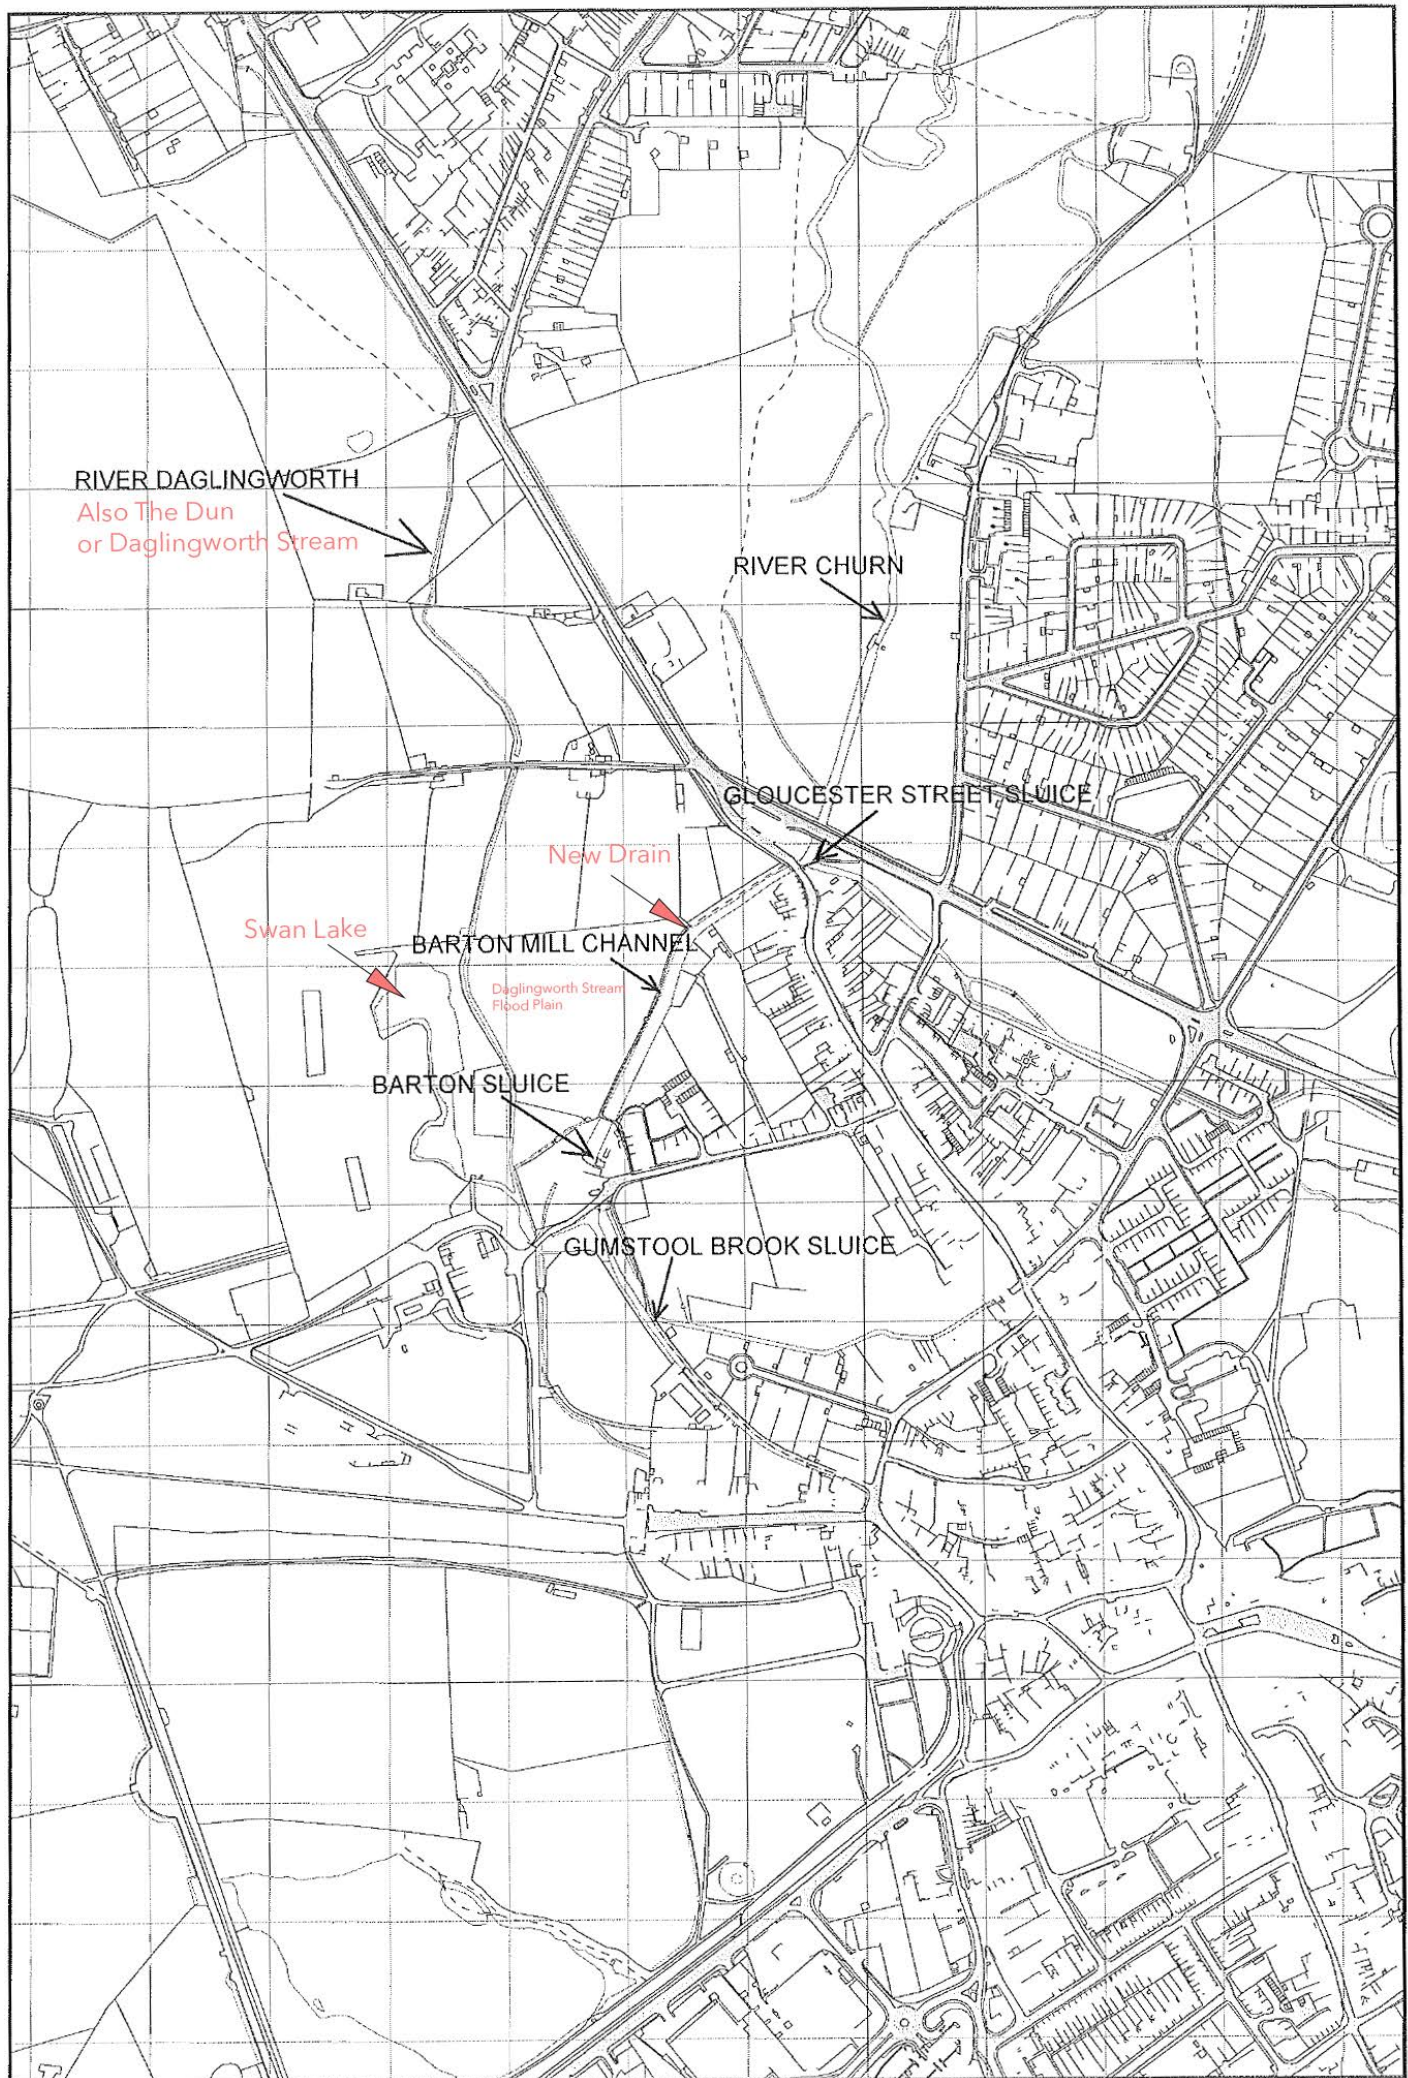 RIVER DAGLINGWORTH
Also The Dun
or Daglingworth Stream
RIVER CHURN
GLOUCESTER STREET SLUICE
New Drain
Swan Lake
BARTON MILL CHANNEL
Daglingworth Stream
Flood Plain
BARTON SLUICE
GUMSTOOL BROOK SLUICE